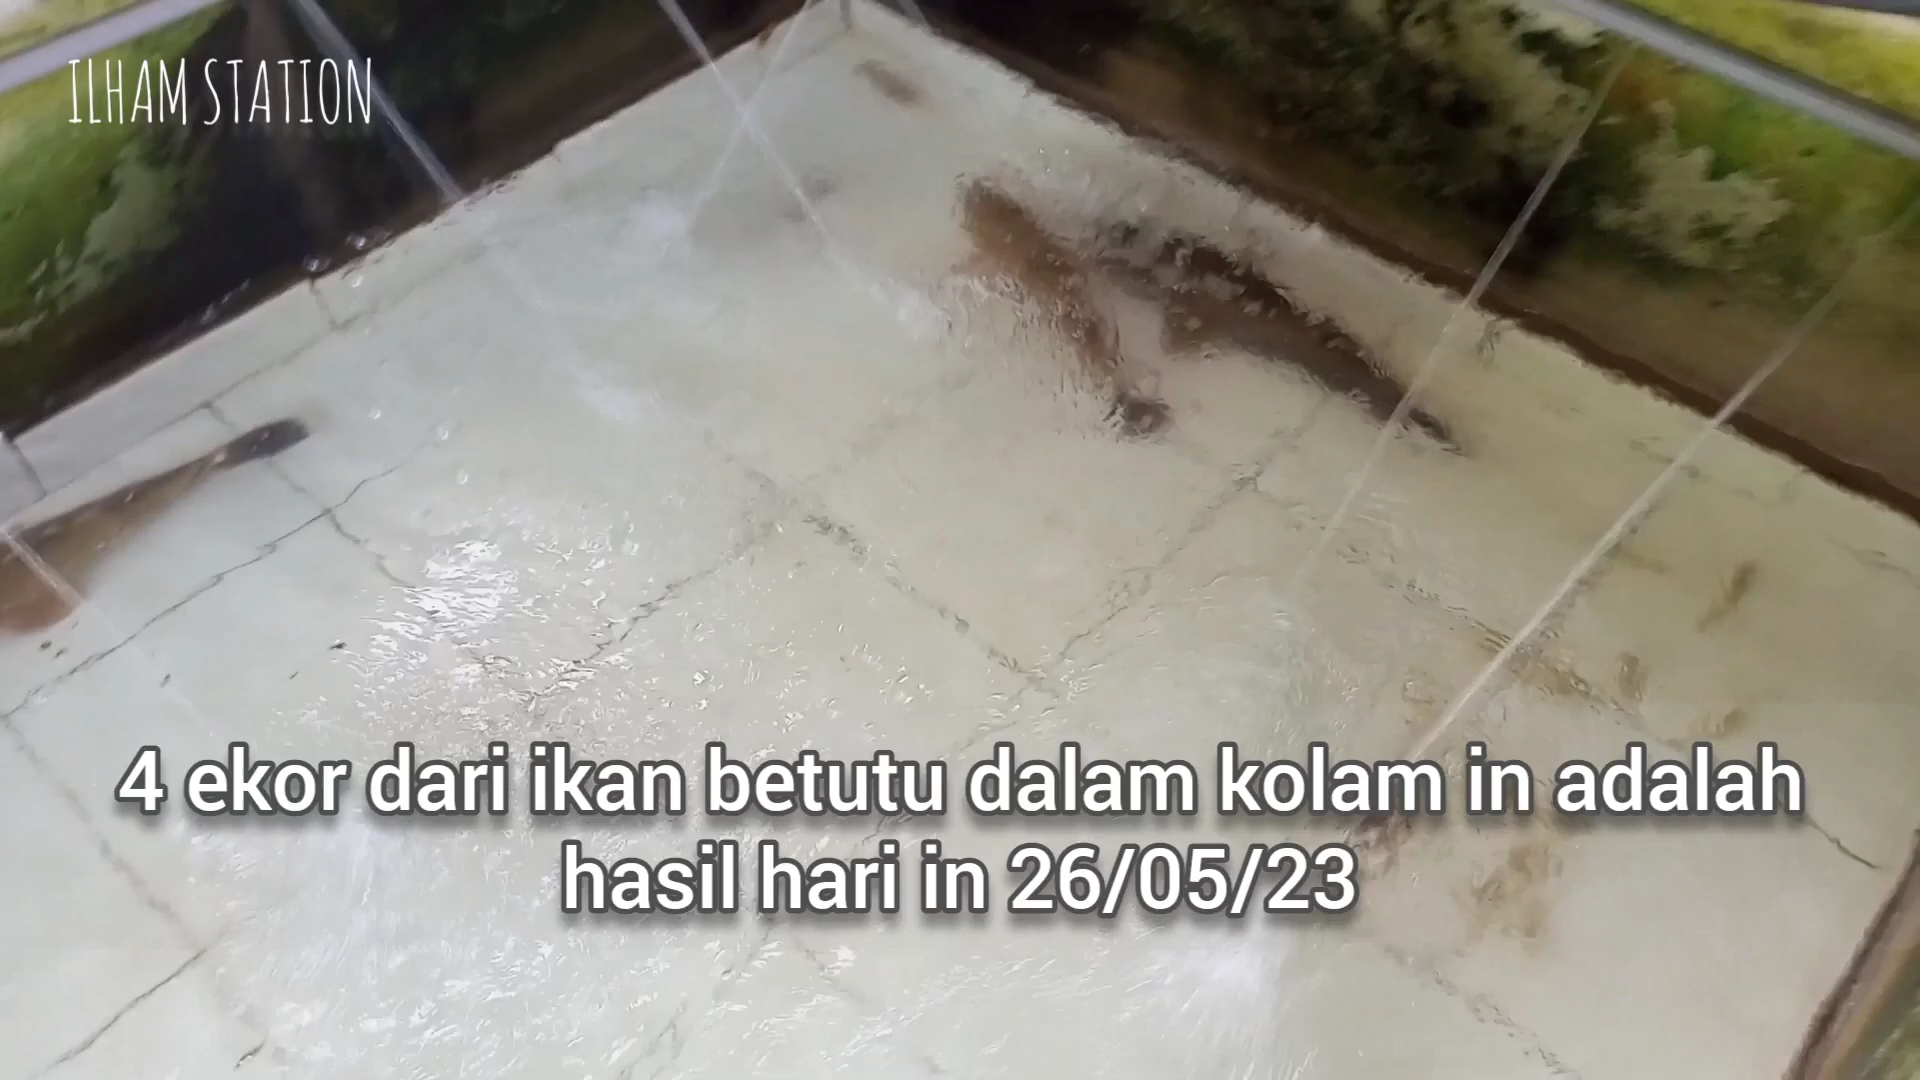 ILHAM STATION
4 ekor dari ikan betutu dalam kolam in adalah
hasil hari in 26/05/23